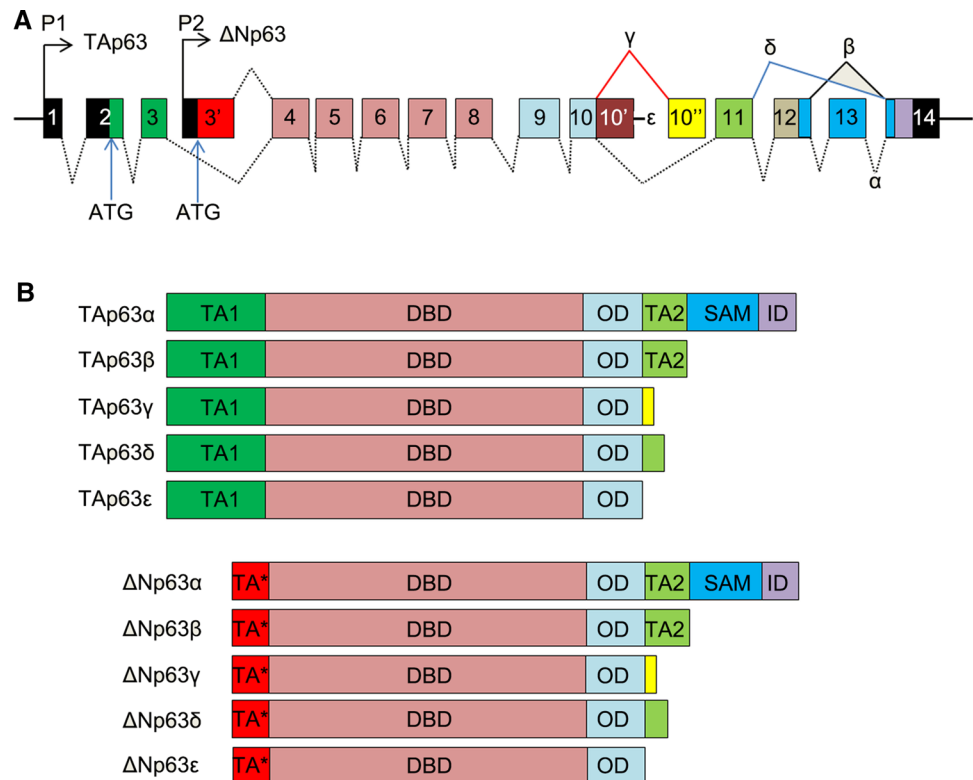 A
P1 TAp63 P2 ΔNp63 γ δ β
1 2 3 3' 4 5 6 7 8 9 10 10' ε 10'' 11 12 13 14
α
ATG ATG
B
TAp63α TA1 DBD OD TA2 SAM ID
TAp63β TA1 DBD OD TA2
TAp63γ TA1 DBD OD
TAp63δ TA1 DBD OD
TAp63ε TA1 DBD OD
ΔNp63α TA* DBD OD TA2 SAM ID
ΔNp63β TA* DBD OD TA2
ΔNp63γ TA* DBD OD
ΔNp63δ TA* DBD OD
ΔNp63ε TA* DBD OD